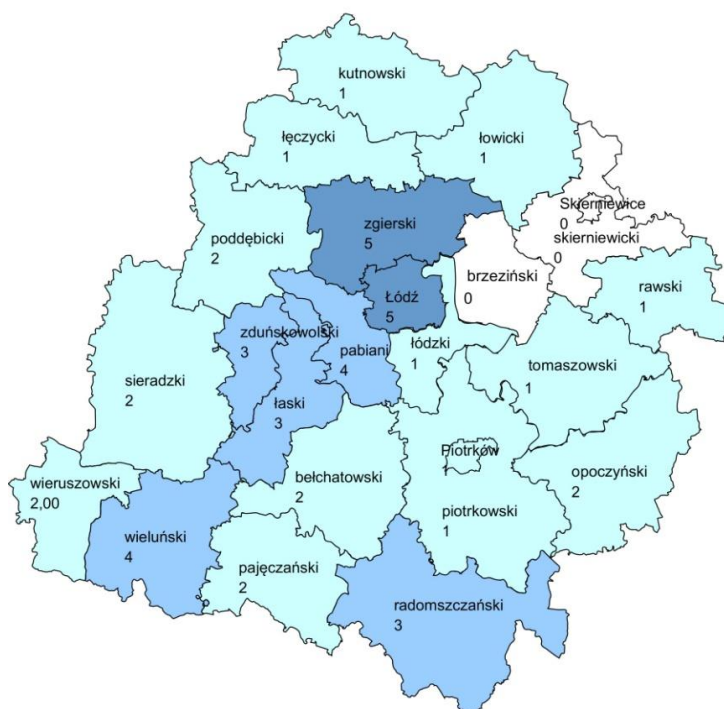 kutnowski
1
łęczycki
1
łowicki
1
Skierniewice
0
skierniewicki
0
zgierski
5
poddębicki
2
brzeziński
0
rawski
1
Łódź
5
zduńskowolski
3
pabiani
4
łódzki
1
tomaszowski
1
sieradzki
2
łaski
3
Piotrków
1
opoczyński
2
wieruszowski
2,00
bełchatowski
2
piotrkowski
1
wieluński
4
pajęczański
2
radomszczański
3